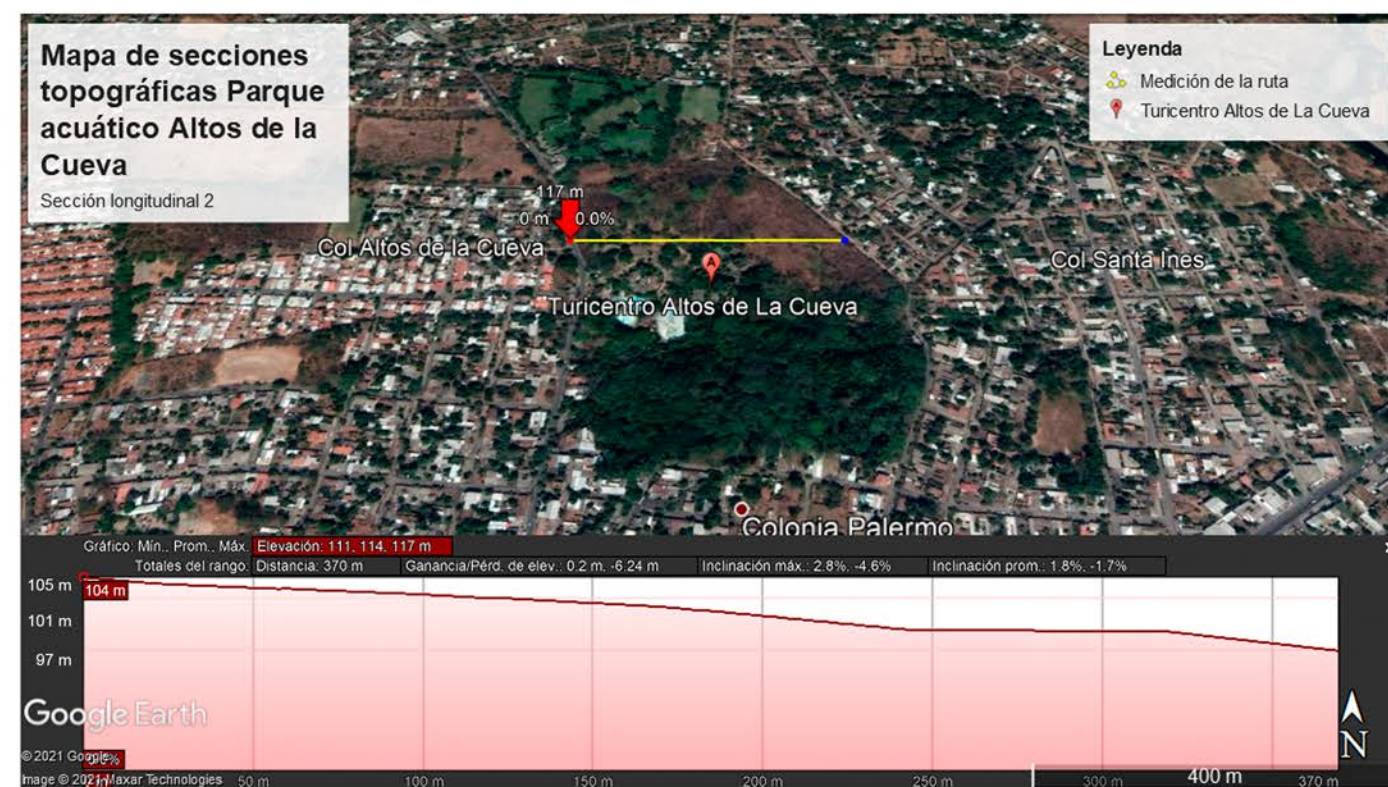 Mapa de secciones
topográficas Parque
acuático Altos de la
Cueva
Sección longitudinal 2
Leyenda
Medición de la ruta
Turicentro Altos de La Cueva
117 m
0 m 0.0%
Col Altos de la Cueva
Col Santa Ines
Turicentro Altos de La Cueva
A
Colonia Palermo
Gráfico: Mín., Prom., Máx. Elevación: 111, 114, 117 m
Totales del rango: Distancia: 370 m Ganancia/Pérd. de elev.: 0.2 m, -6.24 m Inclinación máx.: 2.8%, -4.6% Inclinación prom.: 1.8%, -1.7%
105 m
104 m
101 m
97 m
Google Earth
N
© 2021 Google
0.0%
Image © 2021 Maxar Technologies
50 m 100 m 150 m 200 m 250 m 300 m 370 m
400 m